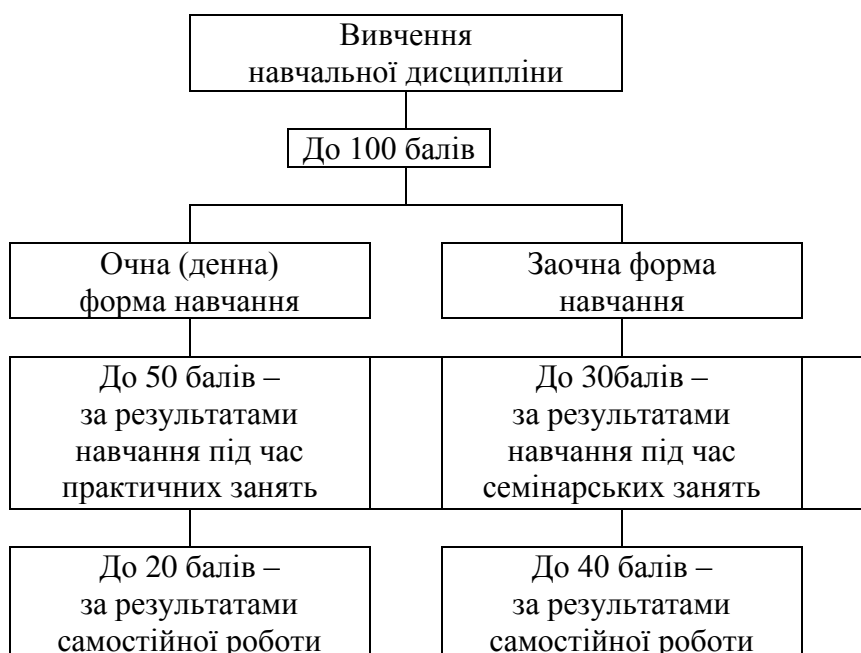 Вивчення
навчальної дисципліни
До 100 балів
Очна (денна)
форма навчання
Заочна форма
навчання
До 50 балів –
за результатами
навчання під час
практичних занять
До 30балів –
за результатами
навчання під час
семінарських занять
До 20 балів –
за результатами
самостійної роботи
До 40 балів –
за результатами
самостійної роботи